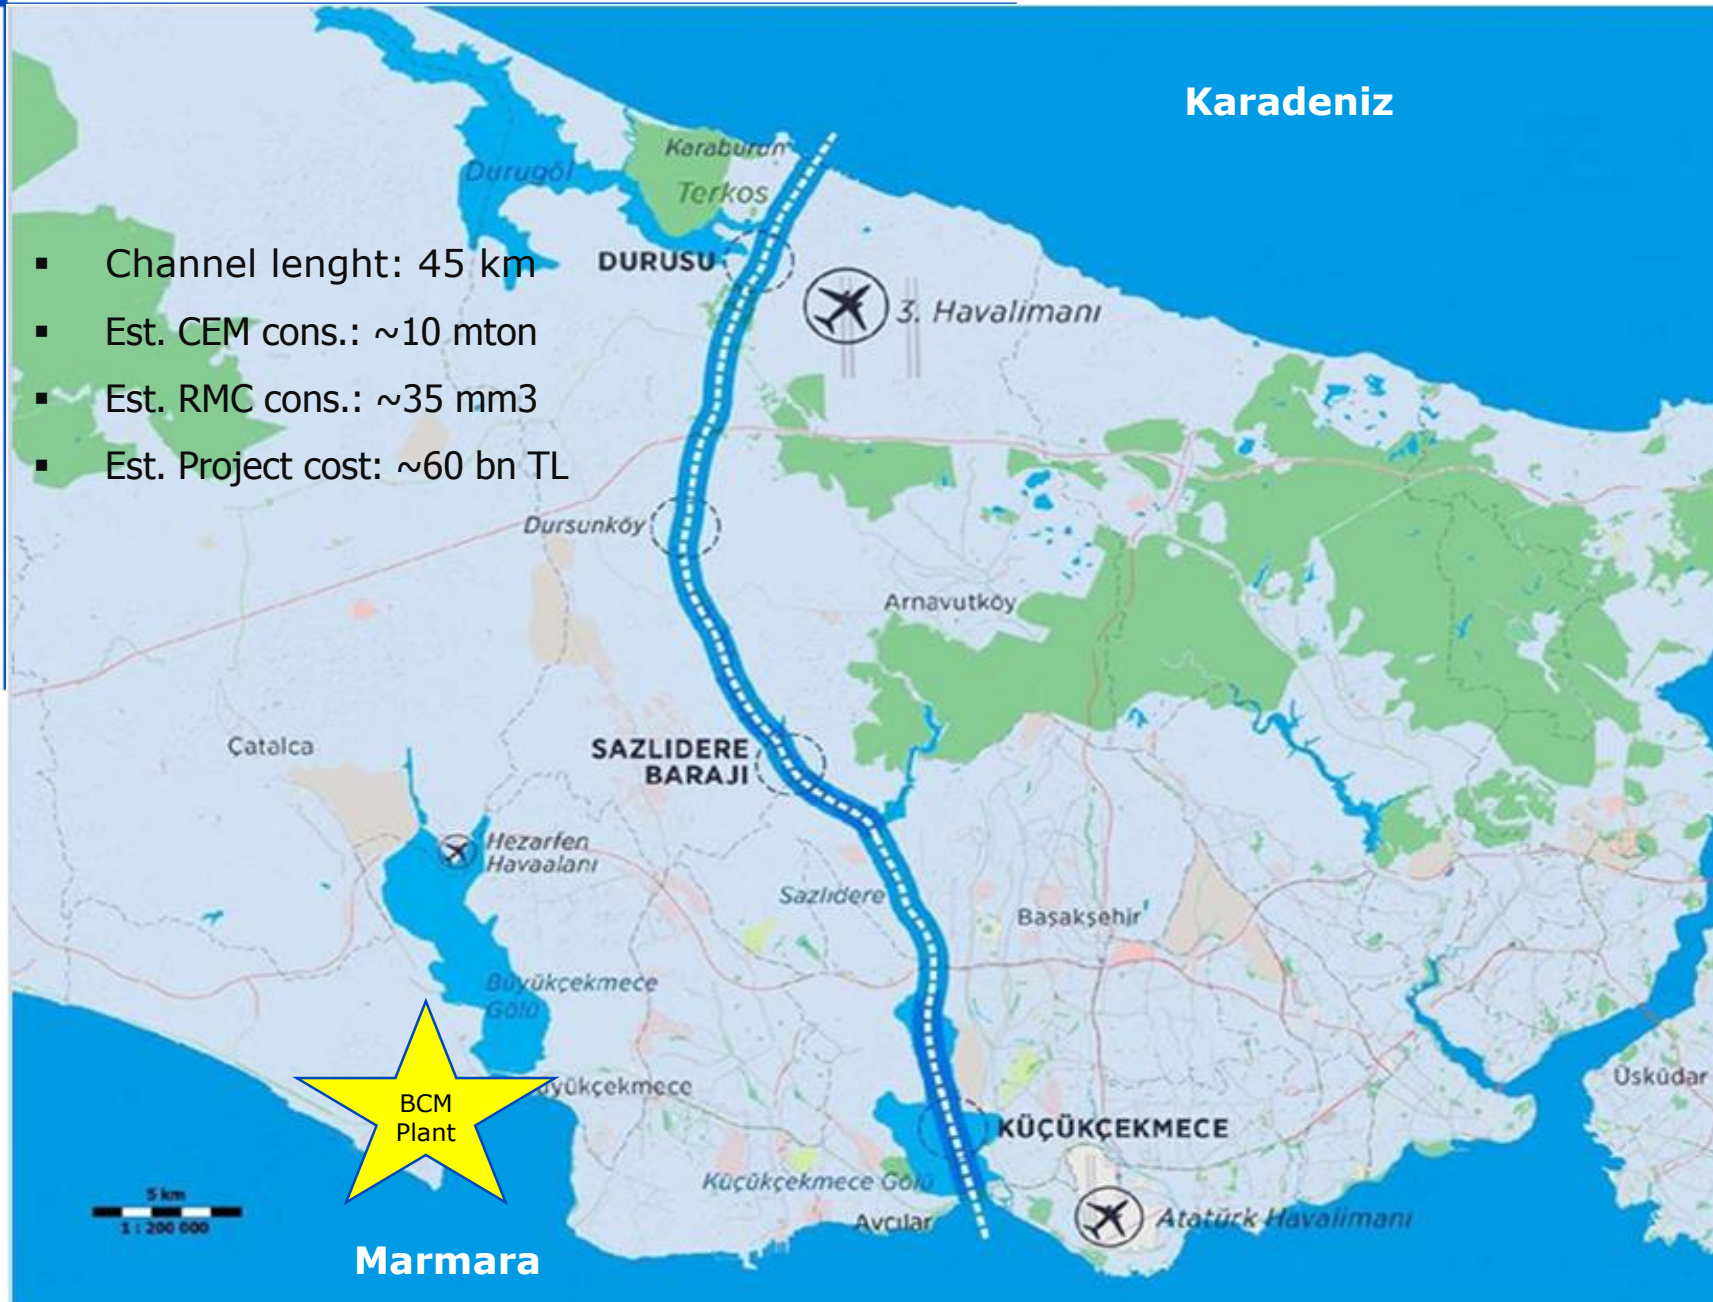 Karadeniz
Karaburun
Durugöl
Terkos
▪ Channel lenght: 45 km
DURUSU
3. Havalimanı
▪ Est. CEM cons.: ~10 mton
▪ Est. RMC cons.: ~35 mm3
▪ Est. Project cost: ~60 bn TL
Dursunköy
Arnavutköy
Çatalca
SAZLIDERE
BARAJI
Hezarfen
Havaalanı
Sazlıdere
Başakşehir
Büyükçekmece
Gölü
Üsküdar
yükçekmece
BCM
Plant
KÜÇÜKÇEKMECE
Küçükçekmece Gölü
5 km
1 : 200 000
Avcılar
Atatürk Havalimanı
Marmara